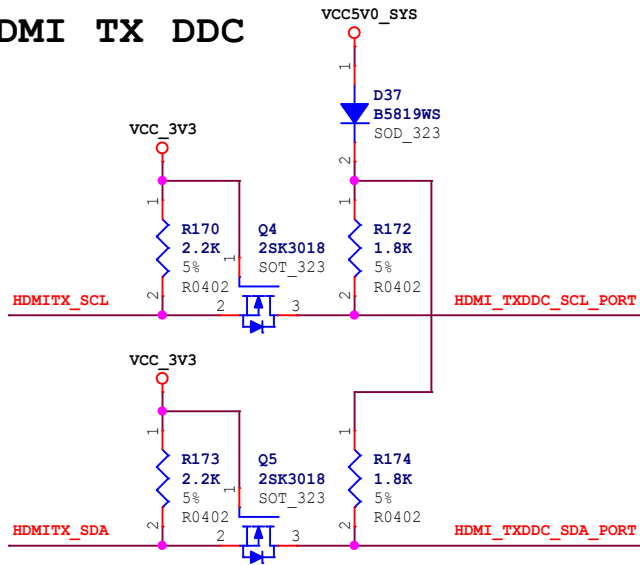 DMI TX DDC
VCC5V0_SYS
1
D37
B5819WS
SOD_323
2
VCC_3V3
1
R170
2.2K
5%
R0402
2
Q4
2SK3018
SOT_323
1
2
3
1
R172
1.8K
5%
R0402
2
HDMITX_SCL
HDMI_TXDDC_SCL_PORT
VCC_3V3
1
R173
2.2K
5%
R0402
2
Q5
2SK3018
SOT_323
1
2
3
1
R174
1.8K
5%
R0402
2
HDMITX_SDA
HDMI_TXDDC_SDA_PORT